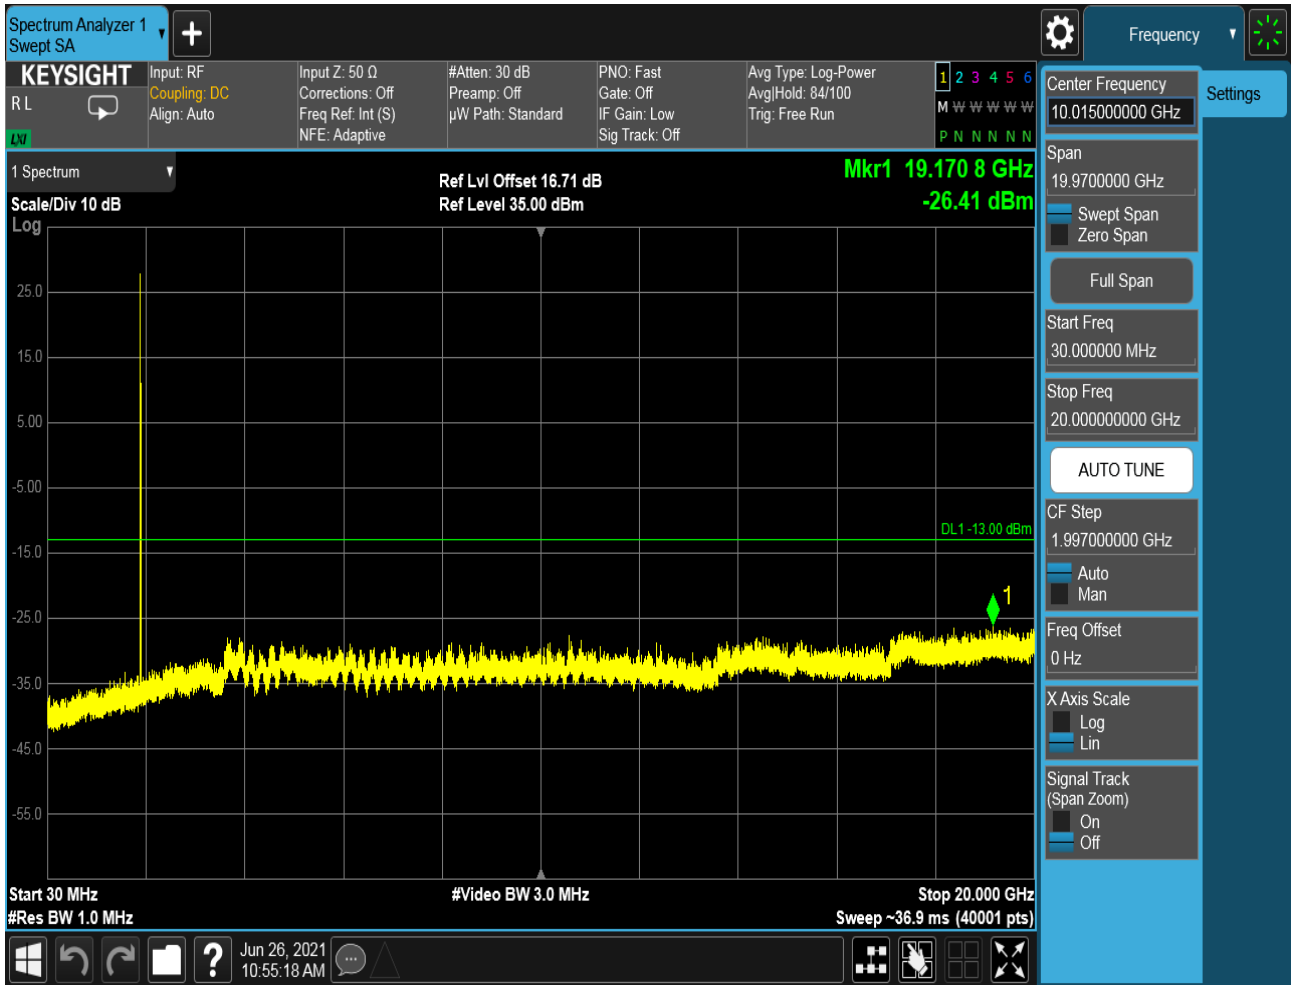 Spectrum Analyzer 1
Swept SA
Frequency
KEYSIGHT
R L
LXI
Input: RF
Coupling: DC
Align: Auto
Input Z: 50 Ω
Corrections: Off
Freq Ref: Int (S)
NFE: Adaptive
#Atten: 30 dB
Preamp: Off
µW Path: Standard
PNO: Fast
Gate: Off
IF Gain: Low
Sig Track: Off
Avg Type: Log-Power
Avg|Hold: 84/100
Trig: Free Run
1 2 3 4 5 6
M W W W W W
P N N N N N
1 Spectrum
Scale/Div 10 dB
Log
Ref Lvl Offset 16.71 dB
Ref Level 35.00 dBm
Mkr1 19.170 8 GHz
-26.41 dBm
25.0
15.0
5.00
-5.00
-15.0
-25.0
-35.0
-45.0
-55.0
DL1 -13.00 dBm
1
Start 30 MHz
#Res BW 1.0 MHz
#Video BW 3.0 MHz
Stop 20.000 GHz
Sweep ~36.9 ms (40001 pts)
Jun 26, 2021
10:55:18 AM
Center Frequency
10.015000000 GHz
Span
19.9700000 GHz
Swept Span
Zero Span
Full Span
Start Freq
30.000000 MHz
Stop Freq
20.000000000 GHz
AUTO TUNE
CF Step
1.997000000 GHz
Auto
Man
Freq Offset
0 Hz
X Axis Scale
Log
Lin
Signal Track
(Span Zoom)
On
Off
Settings